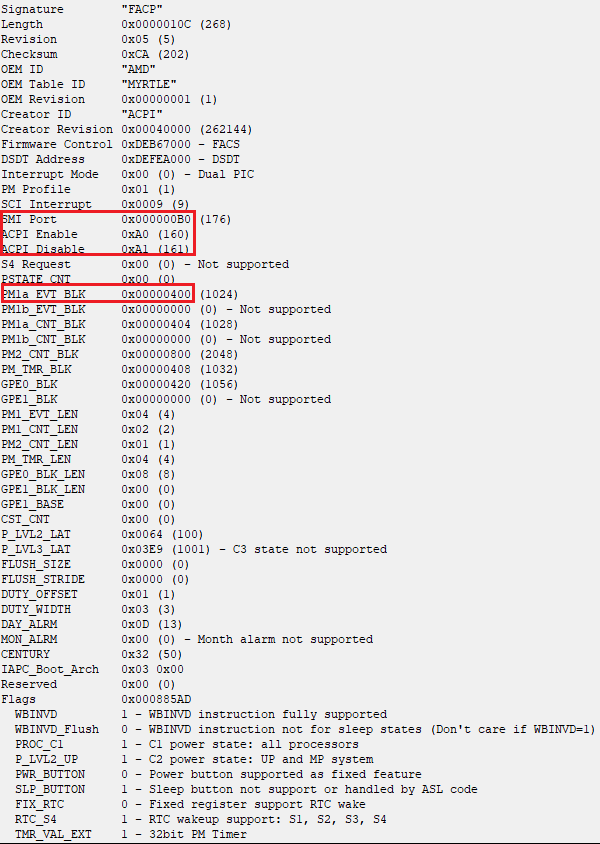 Signature "FACP"
Length 0x0000010C (268)
Revision 0x05 (5)
Checksum 0xCA (202)
OEM ID "AMD"
OEM Table ID "MYRTLE"
OEM Revision 0x00000001 (1)
Creator ID "ACPI"
Creator Revision 0x00040000 (262144)
Firmware Control 0xDEB67000 - FACS
DSDT Address 0xDEFEA000 - DSDT
Interrupt Mode 0x00 (0) - Dual PIC
PM Profile 0x01 (1)
SCI Interrupt 0x0009 (9)
SMI Port 0x000000B0 (176)
ACPI Enable 0xA0 (160)
ACPI Disable 0xA1 (161)
S4 Request 0x00 (0) - Not supported
PSTATE_CNT 0x00 (0)
PM1a_EVT_BLK 0x00000400 (1024)
PM1b_EVT_BLK 0x00000000 (0) - Not supported
PM1a_CNT_BLK 0x00000404 (1028)
PM1b_CNT_BLK 0x00000000 (0) - Not supported
PM2_CNT_BLK 0x00000800 (2048)
PM_TMR_BLK 0x00000408 (1032)
GPE0_BLK 0x00000420 (1056)
GPE1_BLK 0x00000000 (0) - Not supported
PM1_EVT_LEN 0x04 (4)
PM1_CNT_LEN 0x02 (2)
PM2_CNT_LEN 0x01 (1)
PM_TMR_LEN 0x04 (4)
GPE0_BLK_LEN 0x08 (8)
GPE1_BLK_LEN 0x00 (0)
GPE1_BASE 0x00 (0)
CST_CNT 0x00 (0)
P_LVL2_LAT 0x0064 (100)
P_LVL3_LAT 0x03E9 (1001) - C3 state not supported
FLUSH_SIZE 0x0000 (0)
FLUSH_STRIDE 0x0000 (0)
DUTY_OFFSET 0x01 (1)
DUTY_WIDTH 0x03 (3)
DAY_ALRM 0x0D (13)
MON_ALRM 0x00 (0) - Month alarm not supported
CENTURY 0x32 (50)
IAPC_Boot_Arch 0x03 0x00
Reserved 0x00 (0)
Flags 0x000885AD
WBINVD 1 - WBINVD instruction fully supported
WBINVD_Flush 0 - WBINVD instruction not for sleep states (Don't care if WBINVD=1)
PROC_C1 1 - C1 power state: all processors
P_LVL2_UP 1 - C2 power state: UP and MP system
PWR_BUTTON 0 - Power button supported as fixed feature
SLP_BUTTON 1 - Sleep button not support or handled by ASL code
FIX_RTC 0 - Fixed register support RTC wake
RTC_S4 1 - RTC wakeup support: S1, S2, S3, S4
TMR_VAL_EXT 1 - 32bit PM Timer